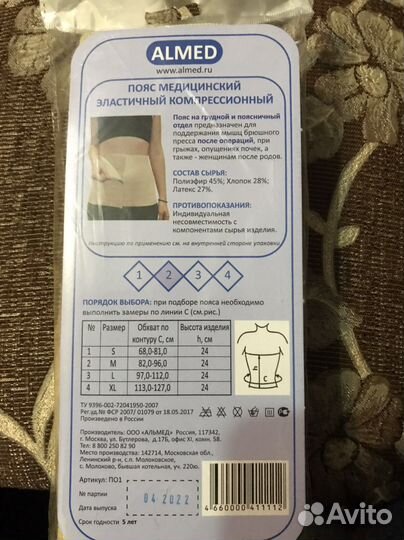 ALMED
www.almed.ru
ПОЯС МЕДИЦИНСКИЙ
ЭЛАСТИЧНЫЙ КОМПРЕССИОННЫЙ
Пояс на грудной и поясничный
отдел предназначен для
поддержания мышц брюшного
пресса после операций, при
грыжах, опущениях почек, а
также - женщинам после родов.
СОСТАВ СЫРЬЯ:
Полиэфир 45%; Хлопок 28%;
Латекс 27%.
ПРОТИВОПОКАЗАНИЯ:
Индивидуальная
несовместимость с
компонентами сырья изделия.
Инструкцию по применению см. на внутренней стороне упаковки
1 2 3 4
ПОРЯДОК ВЫБОРА: при подборе пояса необходимо
выполнить замеры по линии С (см.рис.)
№ Размер Обхват по контуру С, см Высота изделия h, см
1 S 68,0-81,0 24
2 M 82,0-96,0 24
3 L 97,0-112,0 24
4 XL 113,0-127,0 24
h
C
ТУ 9396-002-72041950-2007
Рег.уд.№ ФСР 2007/ 01079 от 18.05.2017
Произведено в России
Производитель: ООО «АЛЬМЕД» Россия, 117342,
г. Москва, ул. Бутлерова, д.17Б, офис XI, комн. 58.
Тел: 8 800 250 82 90
Место производства: 142714, Московская обл.,
Ленинский р-н, с.п. Молоковское,
с. Молоково, бывшая котельная, уч. 220ю.
Артикул: ПО1
№ партии
Дата выпуска
04 2022
Срок годности 5 лет
4 660000 411112
Avito